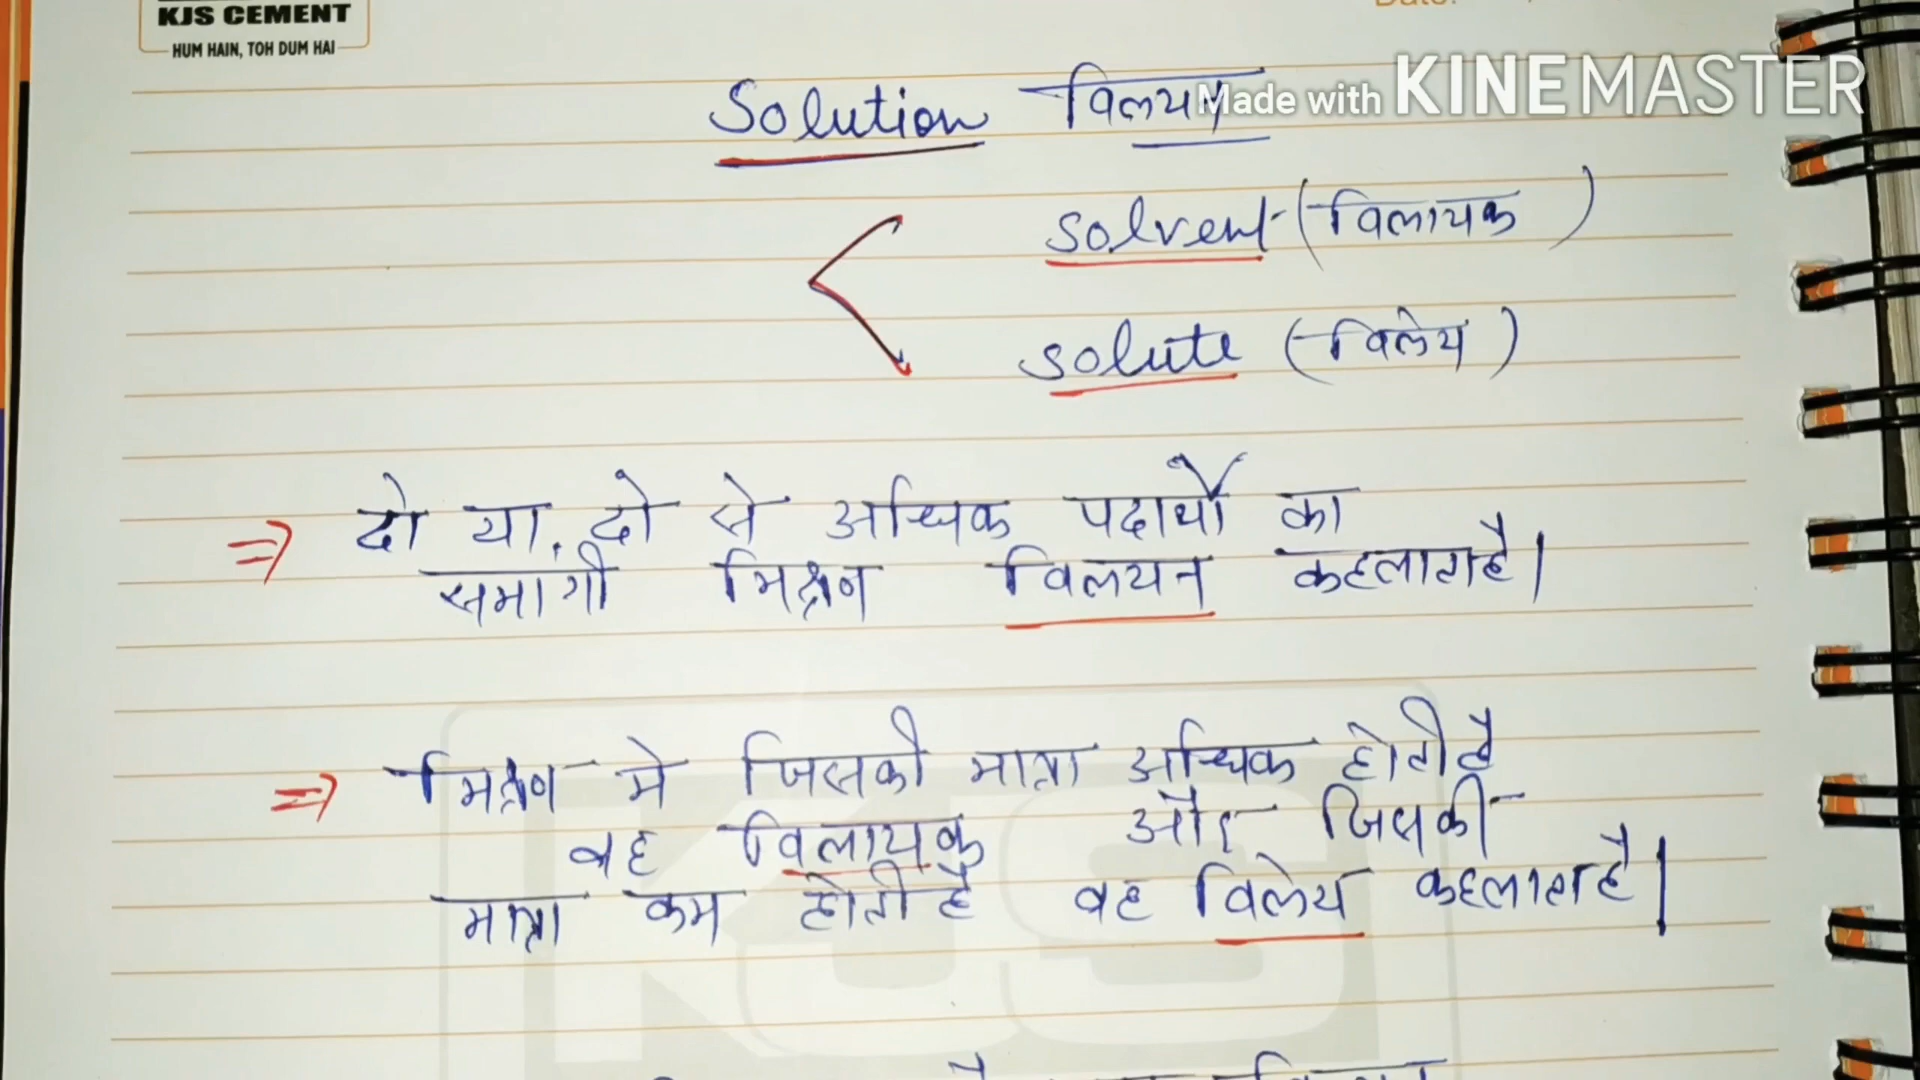 KJS CEMENT
HUM HAIN, TOH DUM HAI
Made with KINEMASTER
Solution विलयन
solvent (विलायक)
solute (विलेय)
⇒ दो या दो से अधिक पदार्थो का
समांगी मिश्रण विलयन कहलाता है।
⇒ मिश्रण मे जिसकी मात्रा अधिक होती है
वह विलायक और जिसकी
मात्रा कम होती है वह विलेय कहलाता है।